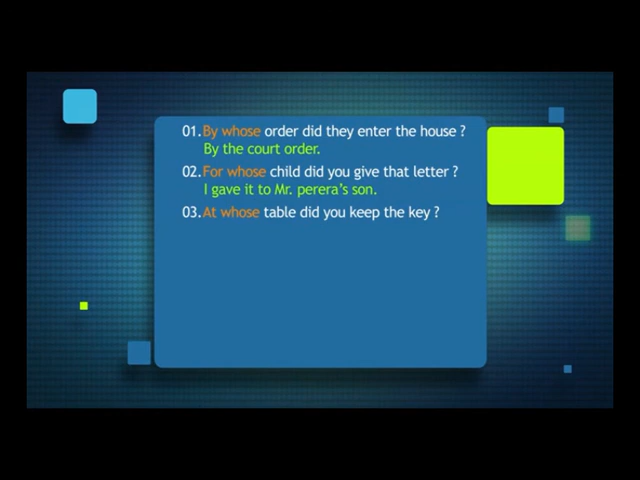 01. By whose order did they enter the house ?
By the court order.
02. For whose child did you give that letter ?
I gave it to Mr. perera's son.
03. At whose table did you keep the key ?